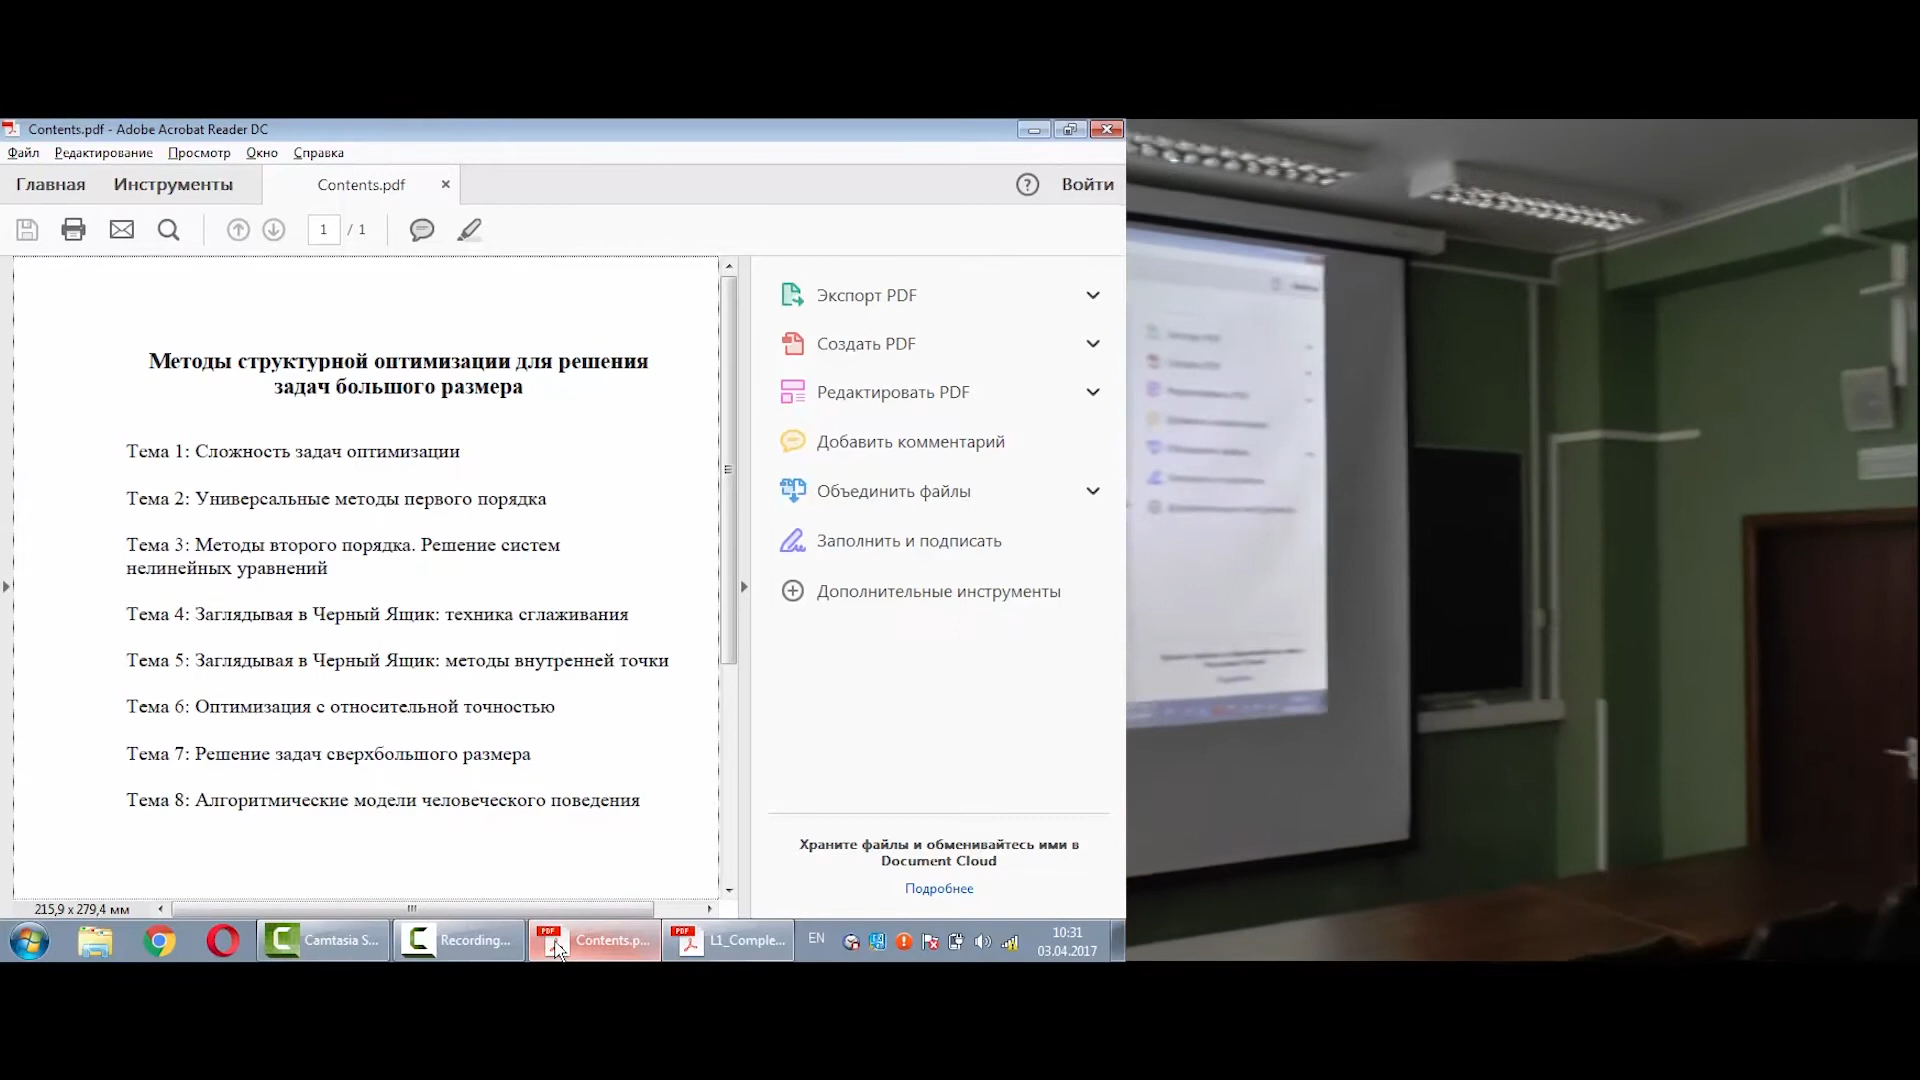 Contents.pdf - Adobe Acrobat Reader DC
Файл Редактирование Просмотр Окно Справка
Главная Инструменты Contents.pdf Войти
1 / 1
Методы структурной оптимизации для решения
задач большого размера
Тема 1: Сложность задач оптимизации
Тема 2: Универсальные методы первого порядка
Тема 3: Методы второго порядка. Решение систем
нелинейных уравнений
Тема 4: Заглядывая в Черный Ящик: техника сглаживания
Тема 5: Заглядывая в Черный Ящик: методы внутренней точки
Тема 6: Оптимизация с относительной точностью
Тема 7: Решение задач сверхбольшого размера
Тема 8: Алгоритмические модели человеческого поведения
Экспорт PDF
Создать PDF
Редактировать PDF
Добавить комментарий
Объединить файлы
Заполнить и подписать
Дополнительные инструменты
Храните файлы и обменивайтесь ими в
Document Cloud
Подробнее
215,9 x 279,4 мм
Camtasia S... Recording... Contents.p... L1_Comple... EN 10:31
03.04.2017